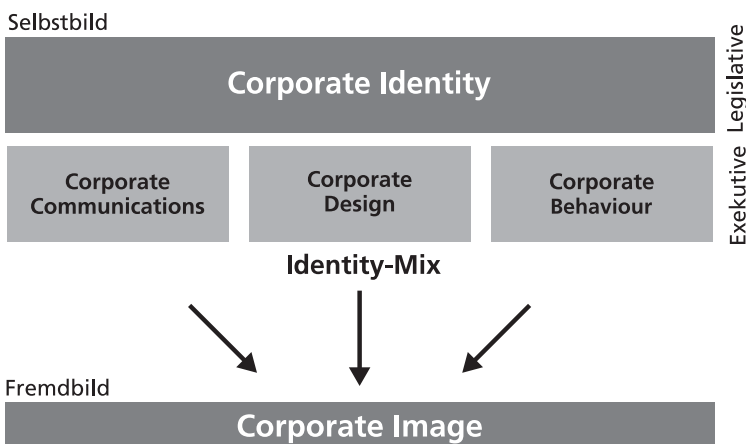 Selbstbild
Corporate Identity
Legislative
Corporate
Communications
Corporate
Design
Corporate
Behaviour
Exekutive
Identity-Mix
Fremdbild
Corporate Image